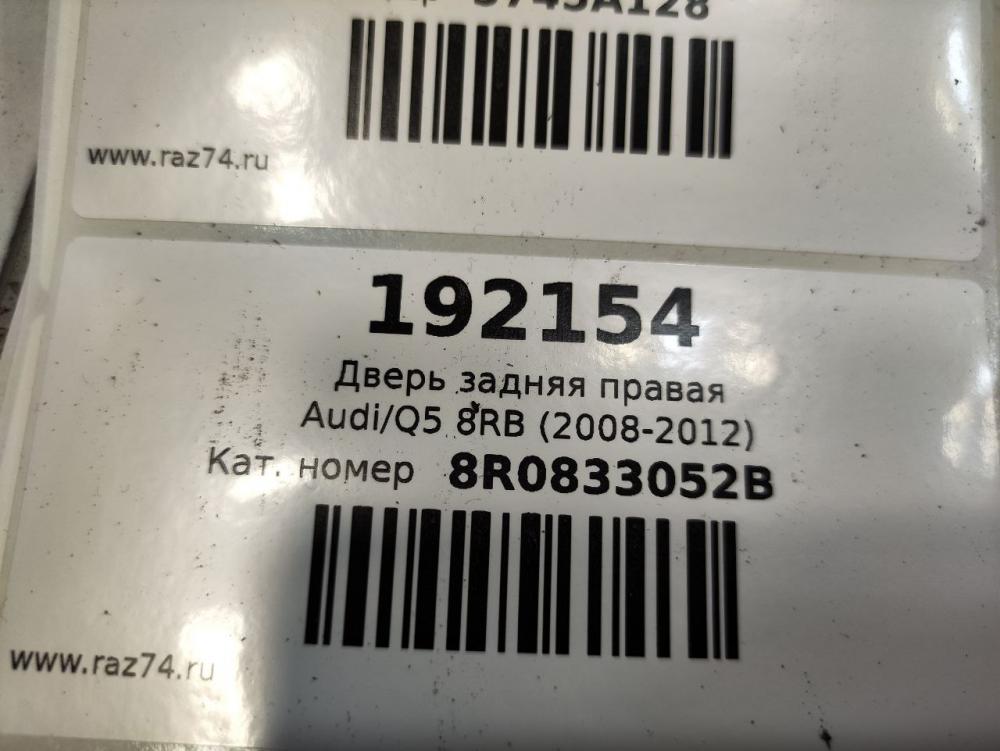 www.raz74.ru
192154
Дверь задняя правая
Audi/Q5 8RB (2008-2012)
Кат. номер 8R0833052B
www.raz74.ru